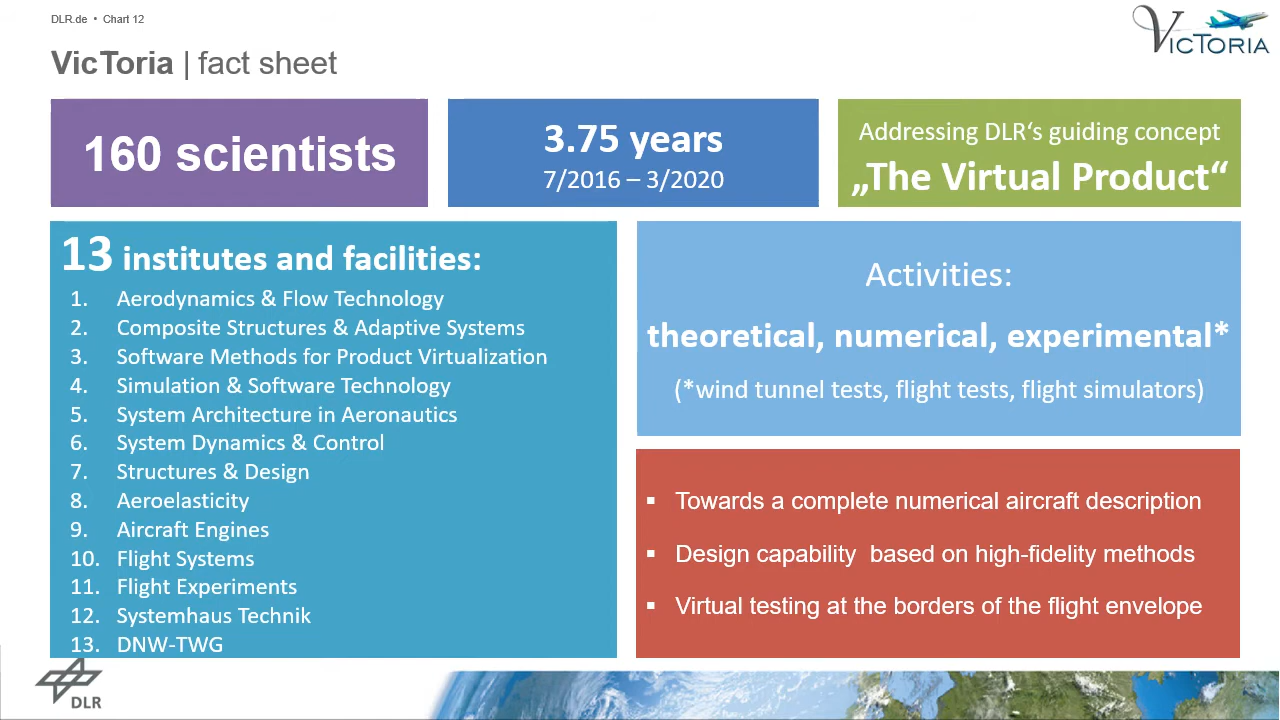 DLR.de • Chart 12
VicToria
VicToria | fact sheet
160 scientists
3.75 years
7/2016 – 3/2020
Addressing DLR‘s guiding concept
„The Virtual Product“
13 institutes and facilities:
1. Aerodynamics & Flow Technology
2. Composite Structures & Adaptive Systems
3. Software Methods for Product Virtualization
4. Simulation & Software Technology
5. System Architecture in Aeronautics
6. System Dynamics & Control
7. Structures & Design
8. Aeroelasticity
9. Aircraft Engines
10. Flight Systems
11. Flight Experiments
12. Systemhaus Technik
13. DNW-TWG
Activities:
theoretical, numerical, experimental*
(*wind tunnel tests, flight tests, flight simulators)
▪ Towards a complete numerical aircraft description
▪ Design capability  based on high-fidelity methods
▪ Virtual testing at the borders of the flight envelope
DLR